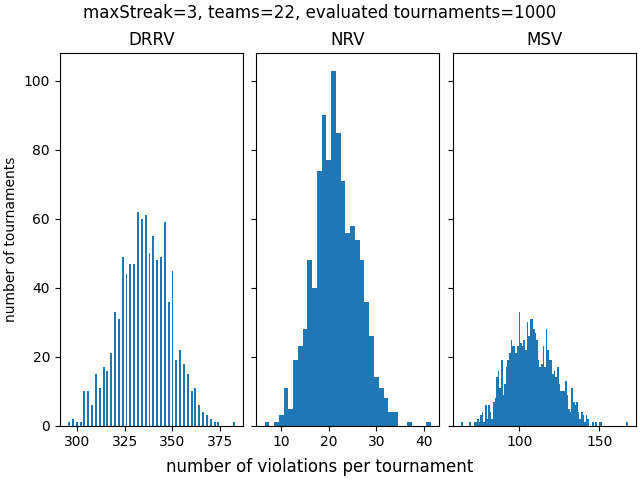 maxStreak=3, teams=22, evaluated tournaments=1000
DRRV
NRV
MSV
number of tournaments
100
80
60
40
20
0
300 325 350 375
10 20 30 40
100 150
number of violations per tournament